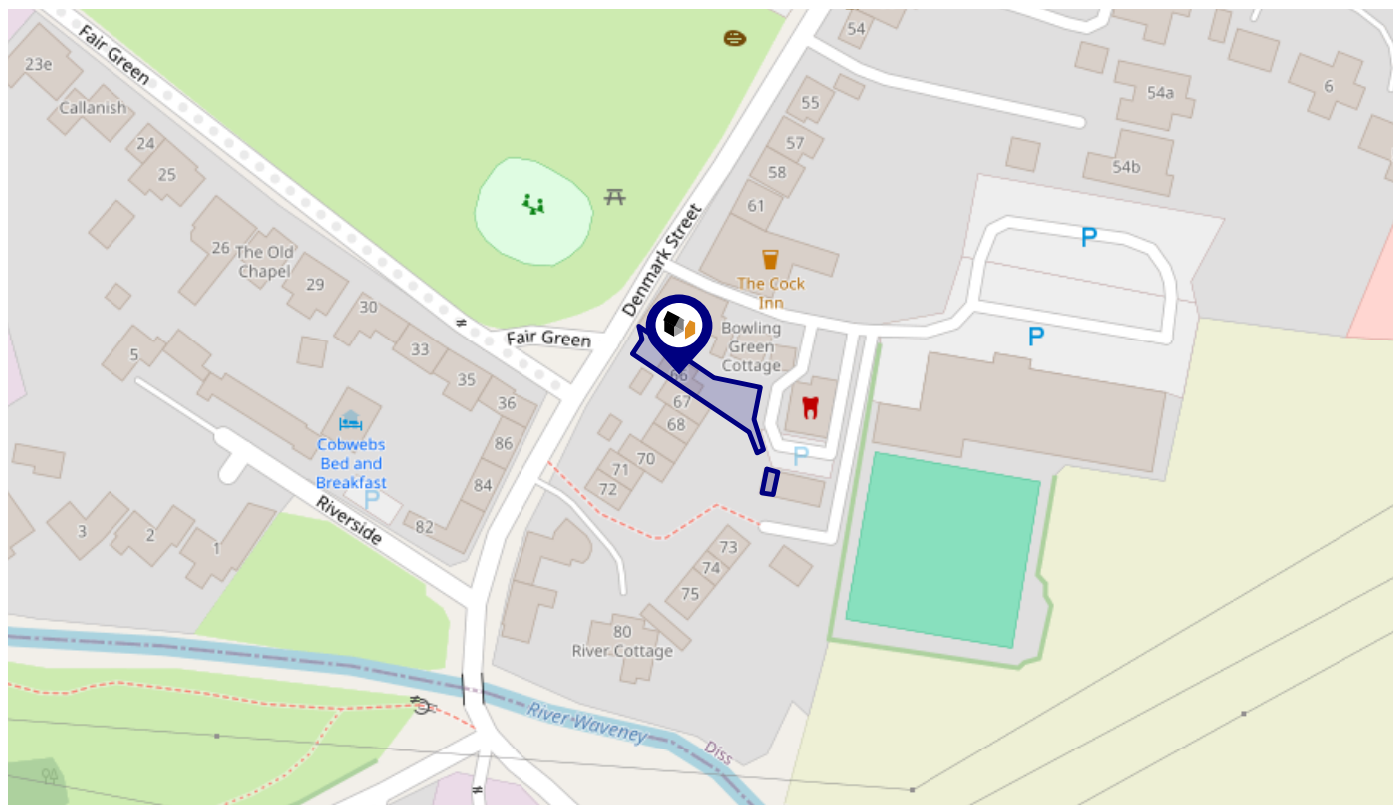 54
Fair Green
23e
6
54a
Callanish
55
24
57
54b
25
58
61
P
Denmark Street
26
The Old
Chapel
29
The Cock
Inn
30
P
Bowling
Green
Cottage
Fair Green
33
5
66
35
67
36
68
86
Cobwebs
Bed and
Breakfast
70
P
71
84
72
P
Riverside
82
3
2
1
73
74
75
80
River Cottage
River Waveney
Diss